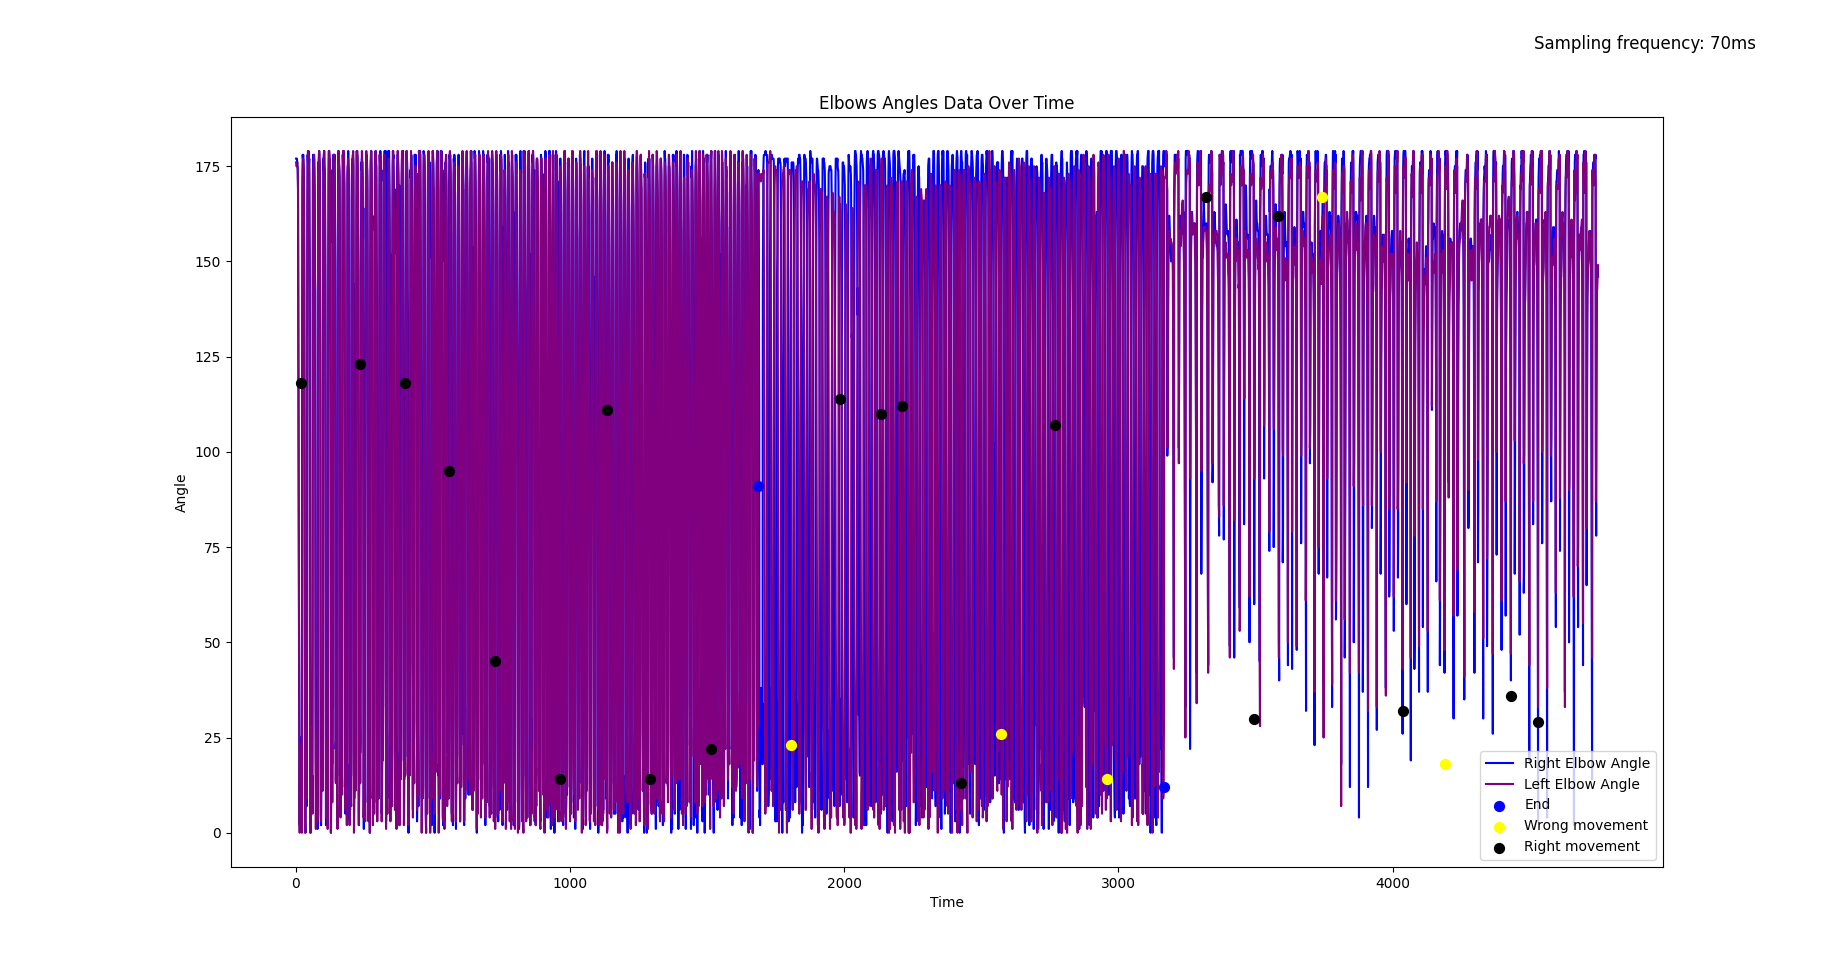 Sampling frequency: 70ms
Elbows Angles Data Over Time
Angle
175
150
125
100
75
50
25
0
0 1000 2000 3000 4000
Time
Right Elbow Angle
Left Elbow Angle
End
Wrong movement
Right movement